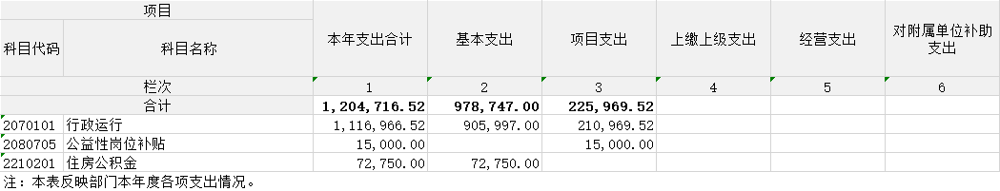 项目
科目代码 科目名称 本年支出合计 基本支出 项目支出 上缴上级支出 经营支出 对附属单位补助
支出
栏次 1 2 3 4 5 6
合计 1,204,716.52 978,747.00 225,969.52
2070101 行政运行 1,116,966.52 905,997.00 210,969.52
2080705 公益性岗位补贴 15,000.00 15,000.00
2210201 住房公积金 72,750.00 72,750.00
注：本表反映部门本年度各项支出情况。